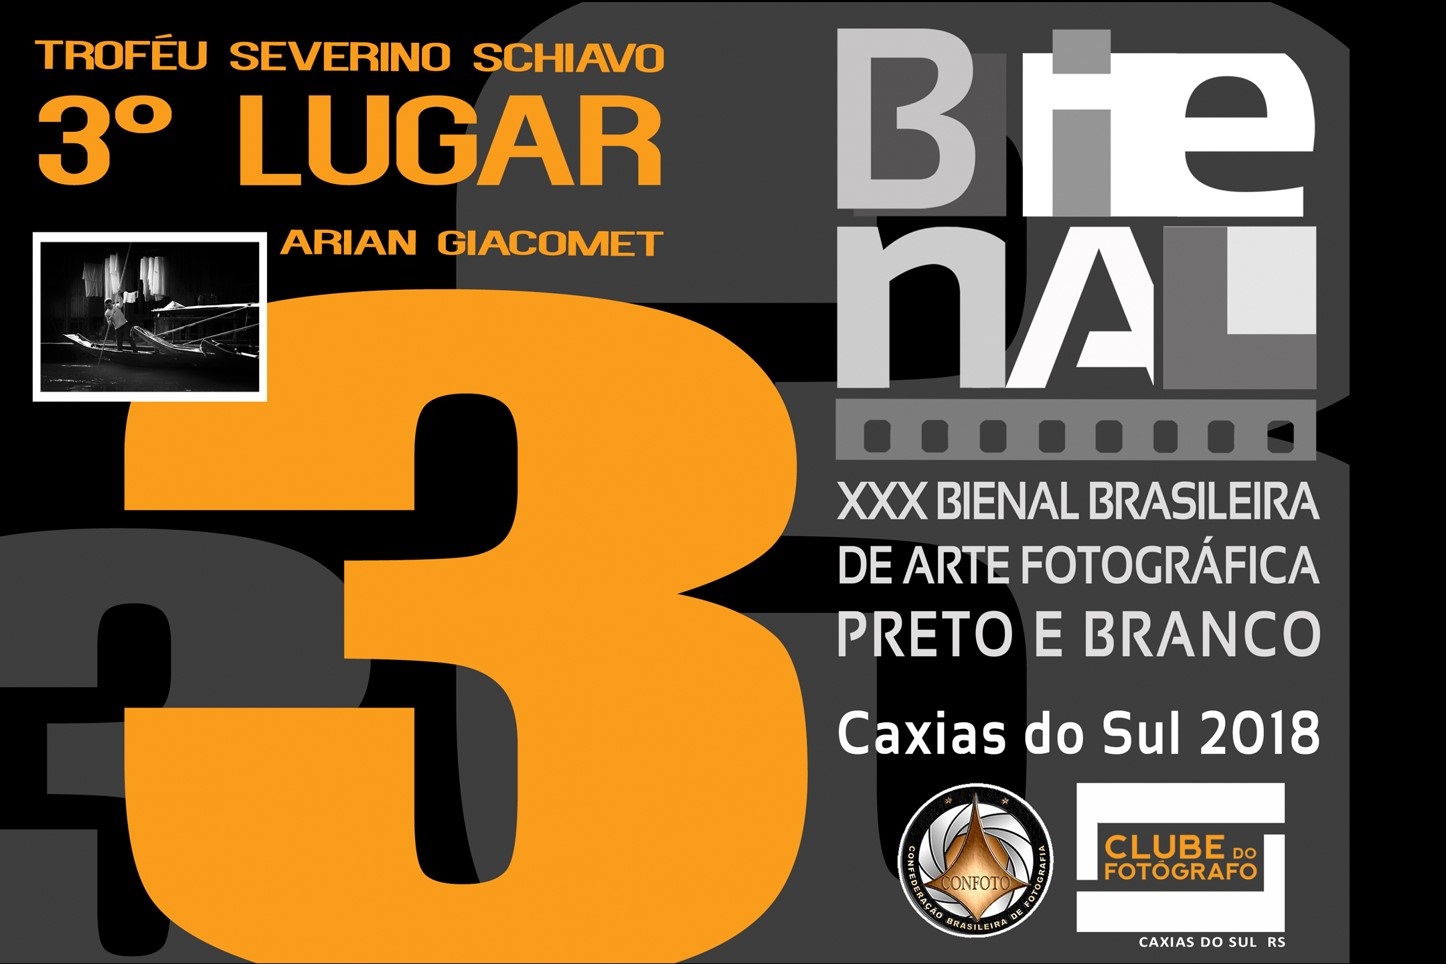 TROFÉU SEVERINO SCHIAVO
3º LUGAR
ARIAN GIACOMET
3
BienAL
XXX BIENAL BRASILEIRA
DE ARTE FOTOGRÁFICA
PRETO E BRANCO
Caxias do Sul 2018
CONFOTO
CONFEDERAÇÃO BRASILEIRA DE FOTOGRAFIA
CLUBE DO
FOTÓGRAFO
CAXIAS DO SUL RS